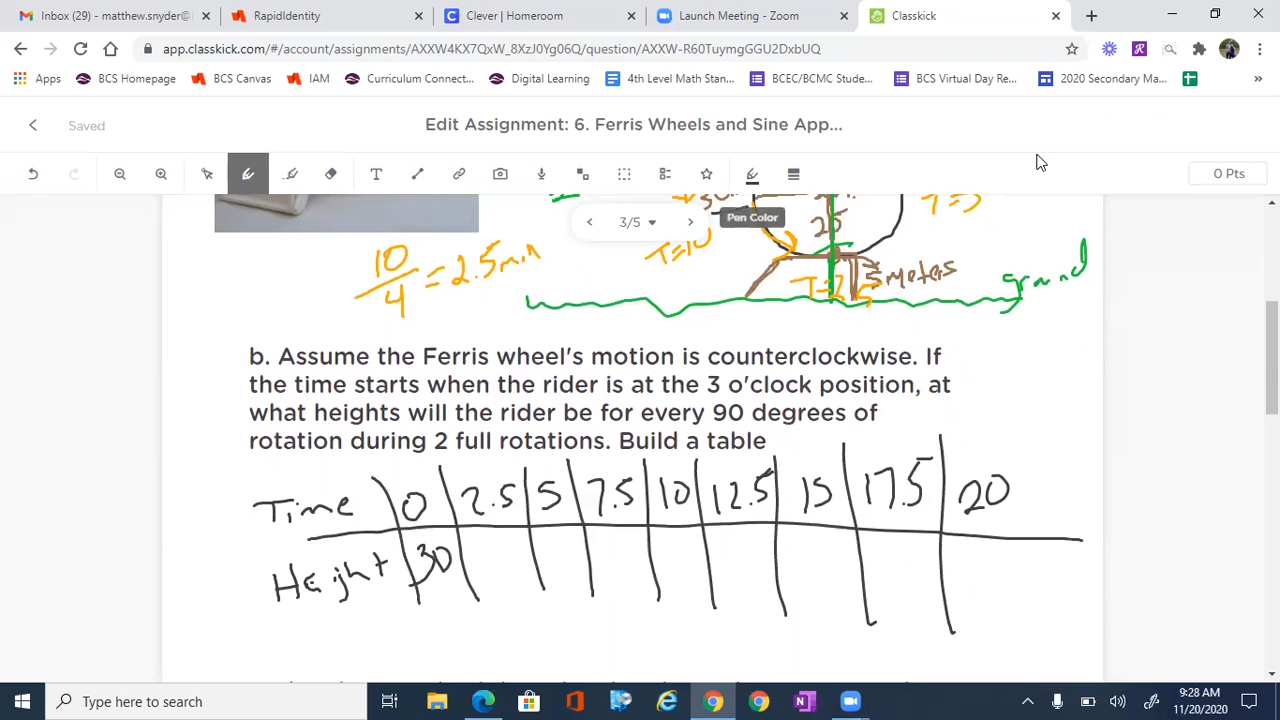 Inbox (29) - matthew.snyder@
RapidIdentity
Clever | Homeroom
Launch Meeting - Zoom
Classkick
app.classkick.com/#/account/assignments/AXXW4KX7QxW_8XzJ0Yg06Q/question/AXXW-R60TuymgGGU2DxbUQ
Apps BCS Homepage BCS Canvas IAM Curriculum Connect... Digital Learning 4th Level Math Stan... BCEC/BCMC Stude... BCS Virtual Day Re... 2020 Secondary Ma... »
Saved
Edit Assignment: 6. Ferris Wheels and Sine App...
T
0 Pts
3/5
Pen Color
25
T=10
10/4 = 2.5 min
5 meters
ground
b. Assume the Ferris wheel's motion is counterclockwise. If
the time starts when the rider is at the 3 o'clock position, at
what heights will the rider be for every 90 degrees of
rotation during 2 full rotations. Build a table
Time 0 2.5 5 7.5 10 12.5 15 17.5 20
Height 30
Type here to search
9:28 AM
11/20/2020